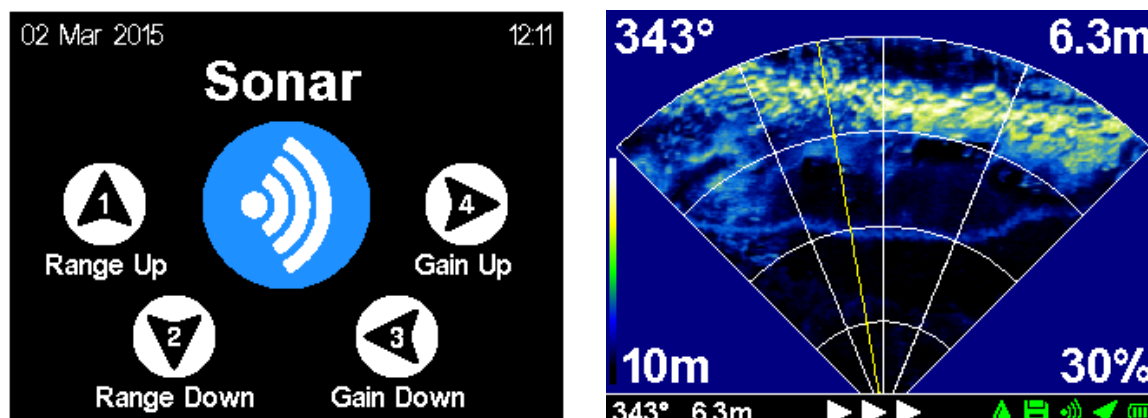 02 Mar 2015 12:11
Sonar
1
4
Range Up
Gain Up
2
3
Range Down
Gain Down
343° 6.3m
10m 30%
343° 6.3m